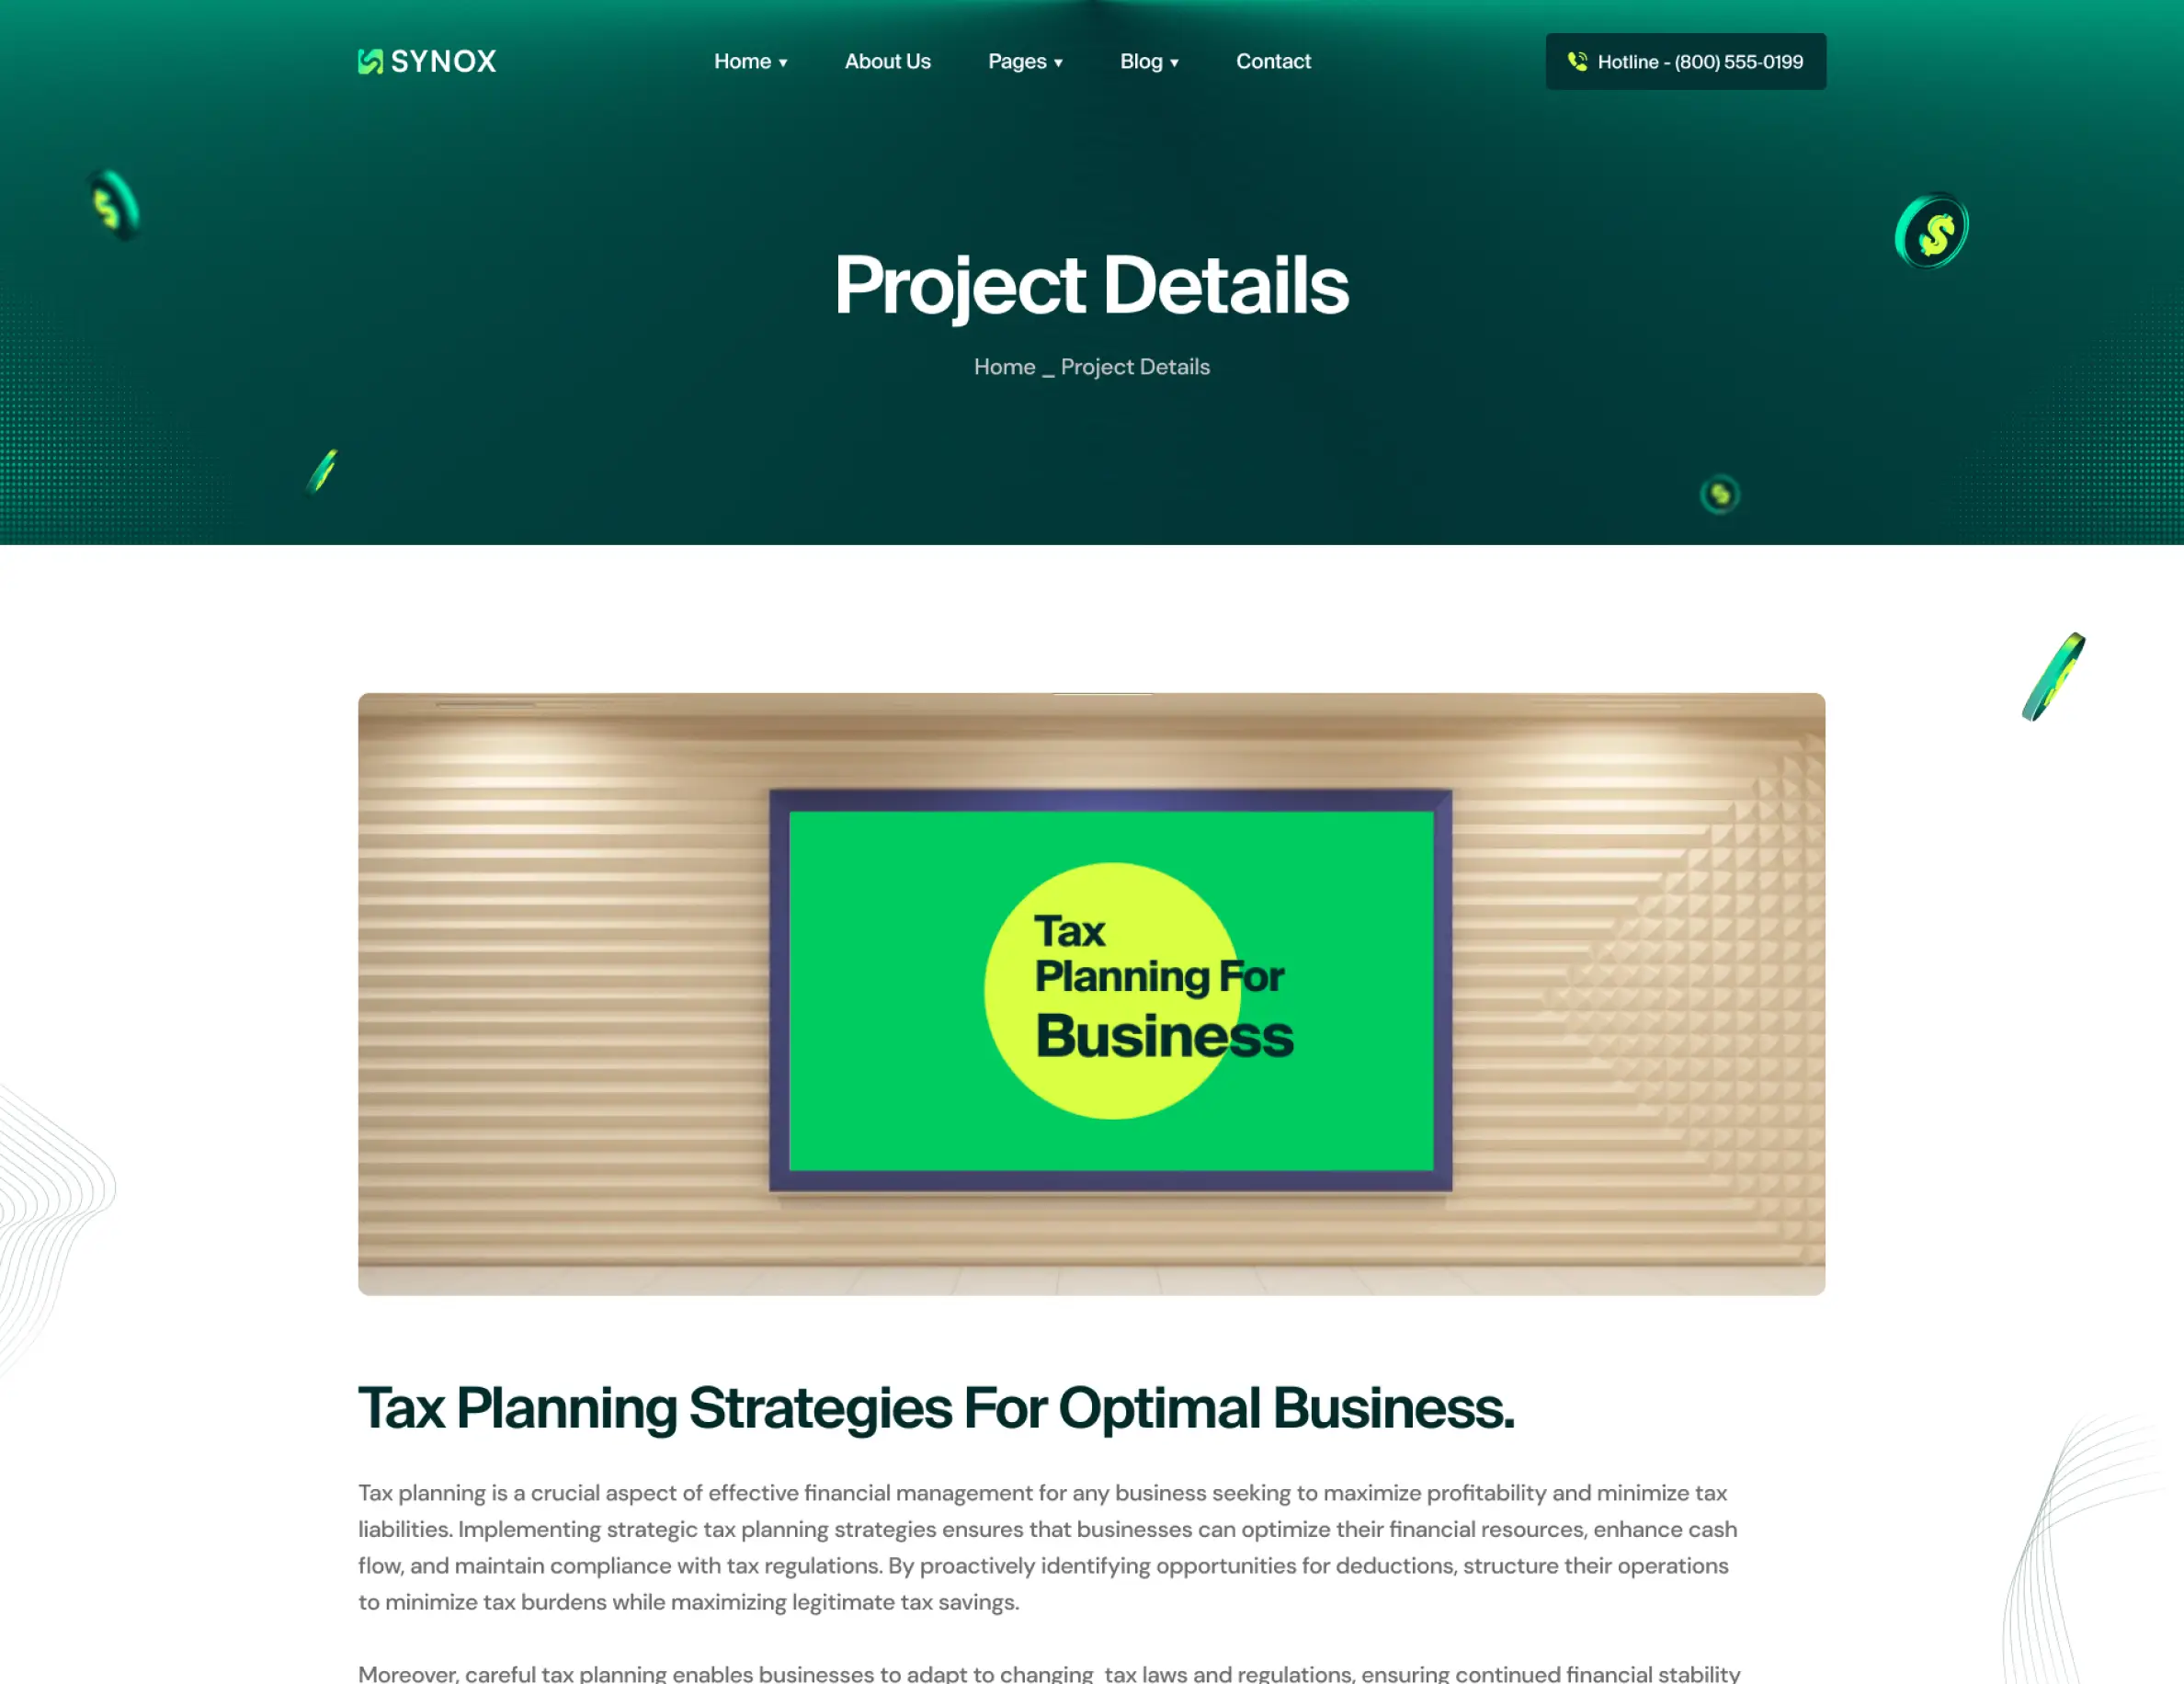 SYNOX
Home
About Us
Pages
Blog
Contact
Hotline - (800) 555-0199
Project Details
Home _ Project Details
Tax
Planning For
Business
Tax Planning Strategies For Optimal Business.
Tax planning is a crucial aspect of effective financial management for any business seeking to maximize profitability and minimize tax
liabilities. Implementing strategic tax planning strategies ensures that businesses can optimize their financial resources, enhance cash
flow, and maintain compliance with tax regulations. By proactively identifying opportunities for deductions, structure their operations
to minimize tax burdens while maximizing legitimate tax savings.
Moreover, careful tax planning enables businesses to adapt to changing  tax laws and regulations, ensuring continued financial stability